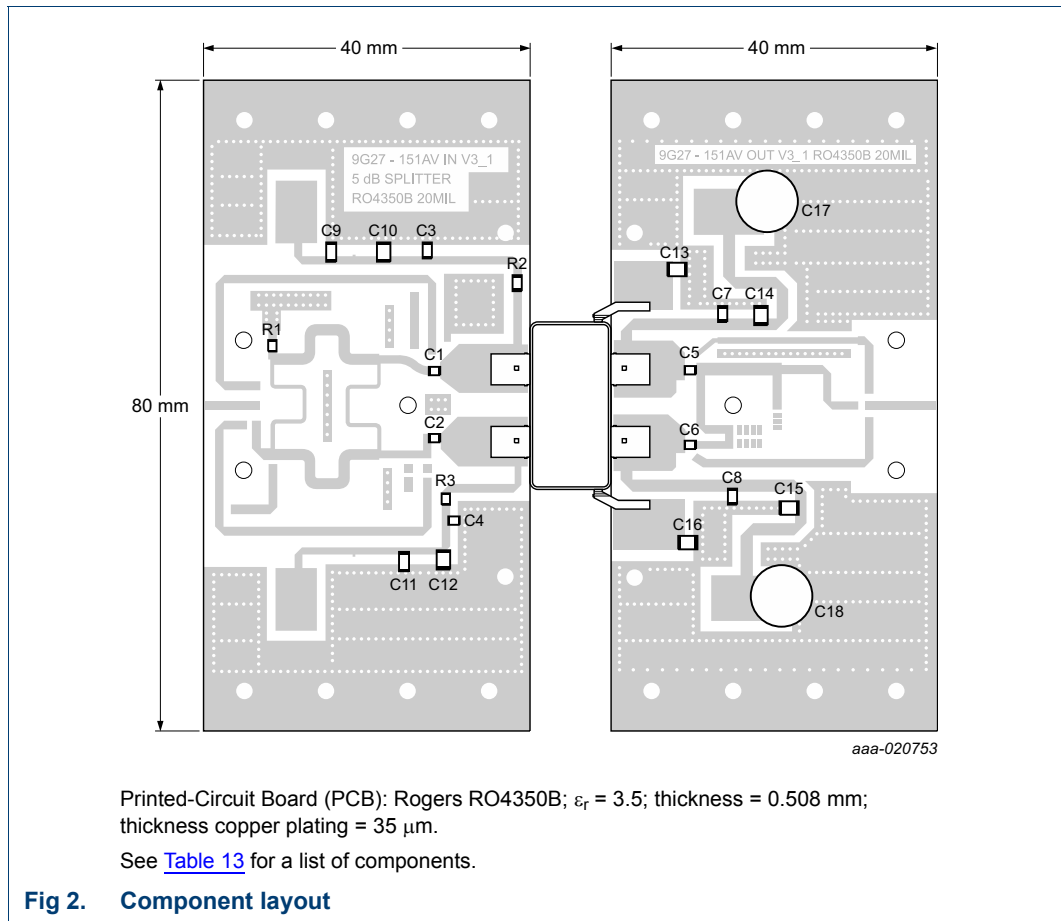 40 mm
40 mm
80 mm
9G27 - 151AV IN V3_1
5 dB SPLITTER
RO4350B 20MIL
9G27 - 151AV OUT V3_1 RO4350B 20MIL
C17
C9
C10
C3
C13
R2
C7
C14
R1
C1
C5
C2
C6
R3
C8
C15
C4
C16
C11
C12
C18
aaa-020753
Printed-Circuit Board (PCB): Rogers RO4350B; εr = 3.5; thickness = 0.508 mm;
thickness copper plating = 35 μm.
See Table 13 for a list of components.
Fig 2. Component layout